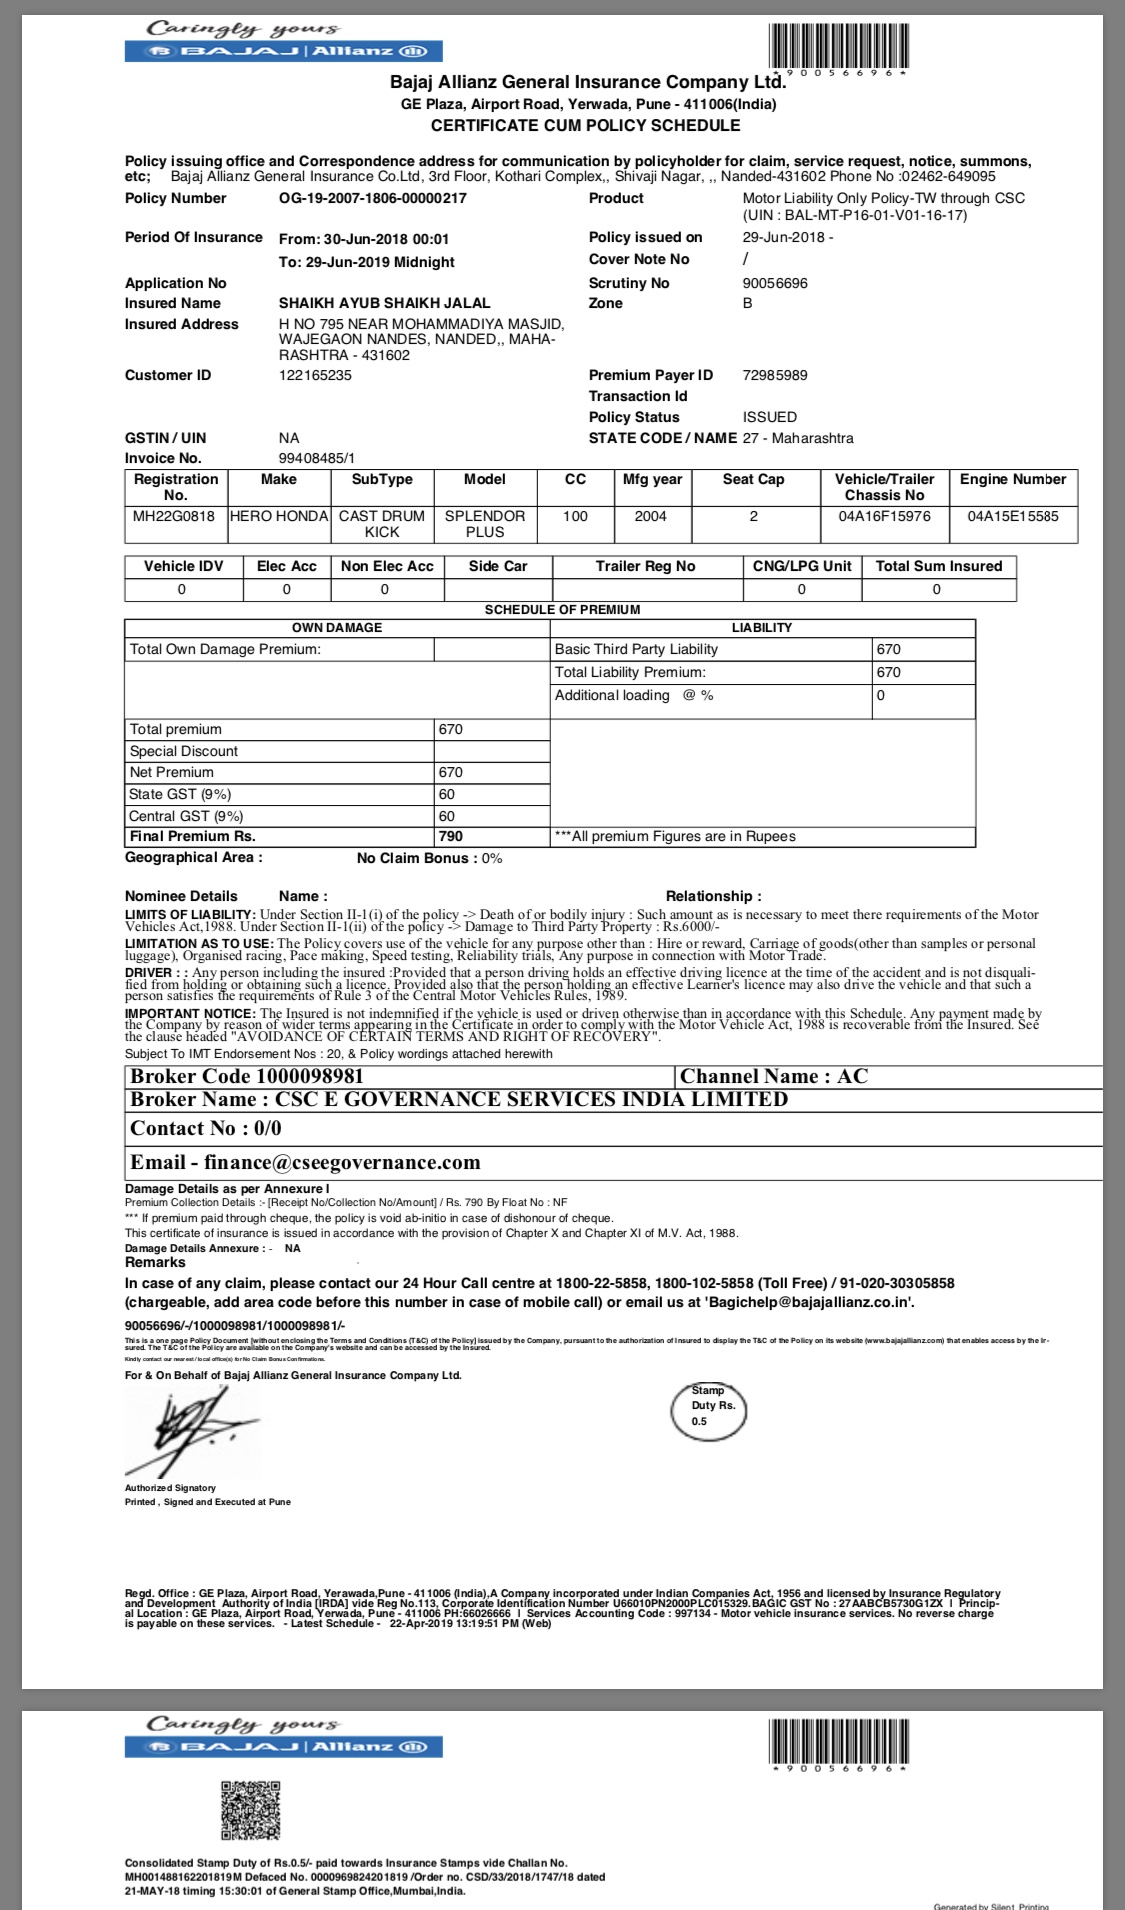 Caringly yours
BAJAJ | Allianz
*90056696*
Bajaj Allianz General Insurance Company Ltd.
GE Plaza, Airport Road, Yerwada, Pune - 411006(India)
CERTIFICATE CUM POLICY SCHEDULE
Policy issuing office and Correspondence address for communication by policyholder for claim, service request, notice, summons,
etc; Bajaj Allianz General Insurance Co.Ltd, 3rd Floor, Kothari Complex,, Shivaji Nagar, ,, Nanded-431602 Phone No :02462-649095
Policy Number OG-19-2007-1806-00000217 Product Motor Liability Only Policy-TW through CSC
(UIN : BAL-MT-P16-01-V01-16-17)
Period Of Insurance From: 30-Jun-2018 00:01 Policy issued on 29-Jun-2018 -
To: 29-Jun-2019 Midnight Cover Note No /
Application No Scrutiny No 90056696
Insured Name SHAIKH AYUB SHAIKH JALAL Zone B
Insured Address H NO 795 NEAR MOHAMMADIYA MASJID,
WAJEGAON NANDES, NANDED,, MAHA-
RASHTRA - 431602
Customer ID 122165235 Premium Payer ID 72985989
Transaction Id
Policy Status ISSUED
GSTIN / UIN NA STATE CODE / NAME 27 - Maharashtra
Invoice No. 99408485/1
Registration Make SubType Model CC Mfg year Seat Cap Vehicle/Trailer Engine Number
No. Chassis No
MH22G0818 HERO HONDA CAST DRUM SPLENDOR 100 2004 2 04A16F15976 04A15E15585
KICK PLUS
Vehicle IDV Elec Acc Non Elec Acc Side Car Trailer Reg No CNG/LPG Unit Total Sum Insured
0 0 0 0 0
SCHEDULE OF PREMIUM
OWN DAMAGE LIABILITY
Total Own Damage Premium: Basic Third Party Liability 670
Total Liability Premium: 670
Additional loading @ % 0
Total premium 670
Special Discount
Net Premium 670
State GST (9%) 60
Central GST (9%) 60
Final Premium Rs. 790 ***All premium Figures are in Rupees
Geographical Area : No Claim Bonus : 0%
Nominee Details Name : Relationship :
LIMITS OF LIABILITY: Under Section II-1(i) of the policy -> Death of or bodily injury : Such amount as is necessary to meet there requirements of the Motor
Vehicles Act,1988. Under Section II-1(ii) of the policy -> Damage to Third Party Property : Rs.6000/-
LIMITATION AS TO USE: The Policy covers use of the vehicle for any purpose other than : Hire or reward, Carriage of goods(other than samples or personal
luggage), Organised racing, Pace making, Speed testing, Reliability trials, Any purpose in connection with Motor Trade.
DRIVER : : Any person including the insured :Provided that a person driving holds an effective driving licence at the time of the accident and is not disquali-
fied from holding or obtaining such a licence. Provided also that the person holding an effective Learner's licence may also drive the vehicle and that such a
person satisfies the requirements of Rule 3 of the Central Motor Vehicles Rules, 1989.
IMPORTANT NOTICE: The Insured is not indemnified if the vehicle is used or driven otherwise than in accordance with this Schedule. Any payment made by
the Company by reason of wider terms appearing in the Certificate in order to comply with the Motor Vehicle Act, 1988 is recoverable from the Insured. See
the clause headed "AVOIDANCE OF CERTAIN TERMS AND RIGHT OF RECOVERY".
Subject To IMT Endorsement Nos : 20, & Policy wordings attached herewith
Broker Code 1000098981 Channel Name : AC
Broker Name : CSC E GOVERNANCE SERVICES INDIA LIMITED
Contact No : 0/0
Email - finance@cseegovernance.com
Damage Details as per Annexure I
Premium Collection Details :- [Receipt No/Collection No/Amount] / Rs. 790 By Float No : NF
*** If premium paid through cheque, the policy is void ab-initio in case of dishonour of cheque.
This certificate of insurance is issued in accordance with the provision of Chapter X and Chapter XI of M.V. Act, 1988.
Damage Details Annexure : - NA
Remarks
In case of any claim, please contact our 24 Hour Call centre at 1800-22-5858, 1800-102-5858 (Toll Free) / 91-020-30305858
(chargeable, add area code before this number in case of mobile call) or email us at 'Bagichelp@bajajallianz.co.in'.
90056696/-/1000098981/1000098981/-
This is a one page Policy Document [without enclosing the Terms and Conditions (T&C) of the Policy] issued by the Company, pursuant to the authorization of Insured to display the T&C of the Policy on its website (www.bajajallianz.com) that enables access by the In-
sured. The T&C of the Policy are available on the Company's website and can be accessed by the Insured.
Kindly contact our nearest / local office(s) for No Claim Bonus Confirmations.
For & On Behalf of Bajaj Allianz General Insurance Company Ltd.
Stamp
Duty Rs.
0.5
Authorized Signatory
Printed , Signed and Executed at Pune
Regd. Office : GE Plaza, Airport Road, Yerawada,Pune - 411006 (India),A Company incorporated under Indian Companies Act, 1956 and licensed by Insurance Regulatory
and Development Authority of India [IRDA] vide Reg No.113, Corporate Identification Number U66010PN2000PLC015329.BAGIC GST No : 27AABCB5730G1ZX | Princip-
al Location : GE Plaza, Airport Road, Yerwada, Pune - 411006 PH:66026666 | Services Accounting Code : 997134 - Motor vehicle insurance services. No reverse charge
is payable on these services. - Latest Schedule - 22-Apr-2019 13:19:51 PM (Web)
Caringly yours
BAJAJ | Allianz
*90056696*
Consolidated Stamp Duty of Rs.0.5/- paid towards Insurance Stamps vide Challan No.
MH001488162201819M Defaced No. 0000969824201819 /Order no. CSD/33/2018/1747/18 dated
21-MAY-18 timing 15:30:01 of General Stamp Office,Mumbai,India.
Generated by Silent Printing